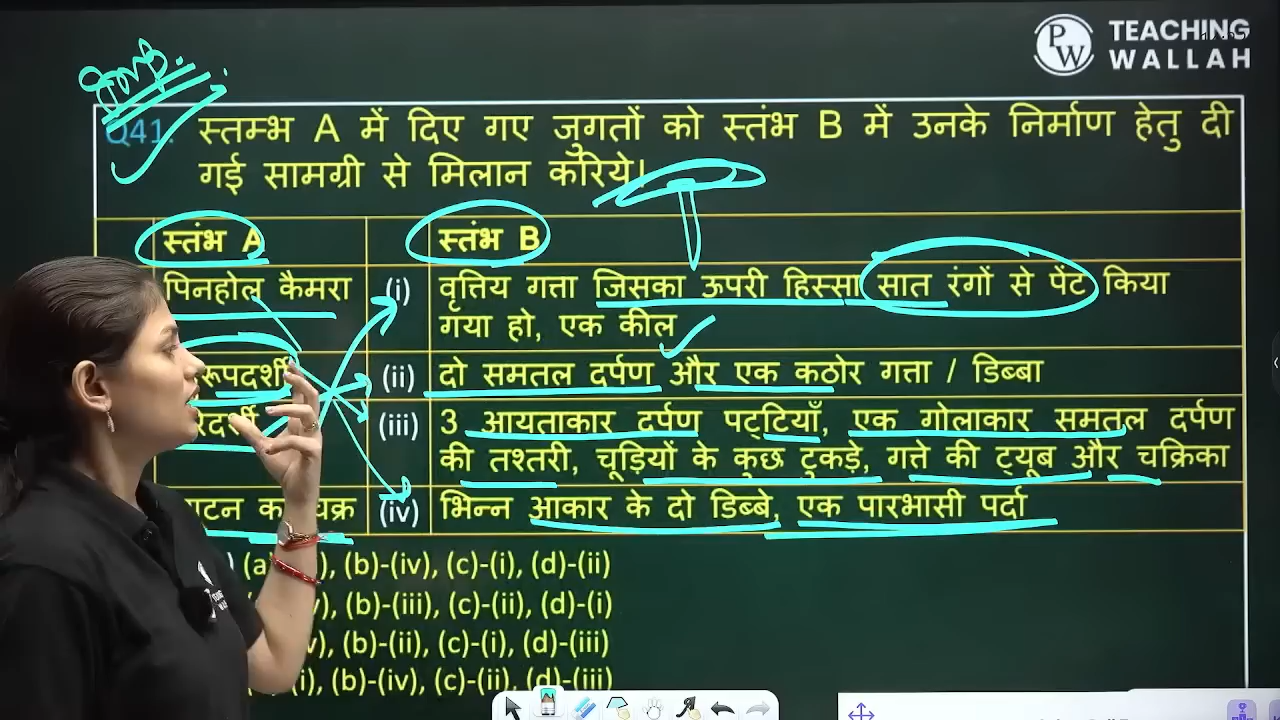 TEACHING
WALLAH
Imp.
Q41. स्तम्भ A में दिए गए जुगतों को स्तंभ B में उनके निर्माण हेतु दी
गई सामग्री से मिलान करिये।
स्तंभ A स्तंभ B
पिनहोल कैमरा (i) वृत्तिय गत्ता जिसका ऊपरी हिस्सा सात रंगों से पेंट किया
गया हो, एक कील
(ii) दो समतल दर्पण और एक कठोर गत्ता / डिब्बा
(iii) 3 आयताकार दर्पण पट्टियाँ, एक गोलाकार समतल दर्पण
की तश्तरी, चूड़ियों के कुछ टुकड़े, गत्ते की ट्यूब और चक्रिका
(iv) भिन्न आकार के दो डिब्बे, एक पारभासी पर्दा
(b)-(iv), (c)-(i), (d)-(ii)
(b)-(iii), (c)-(ii), (d)-(i)
(b)-(ii), (c)-(i), (d)-(iii)
(b)-(iv), (c)-(ii), (d)-(iii)